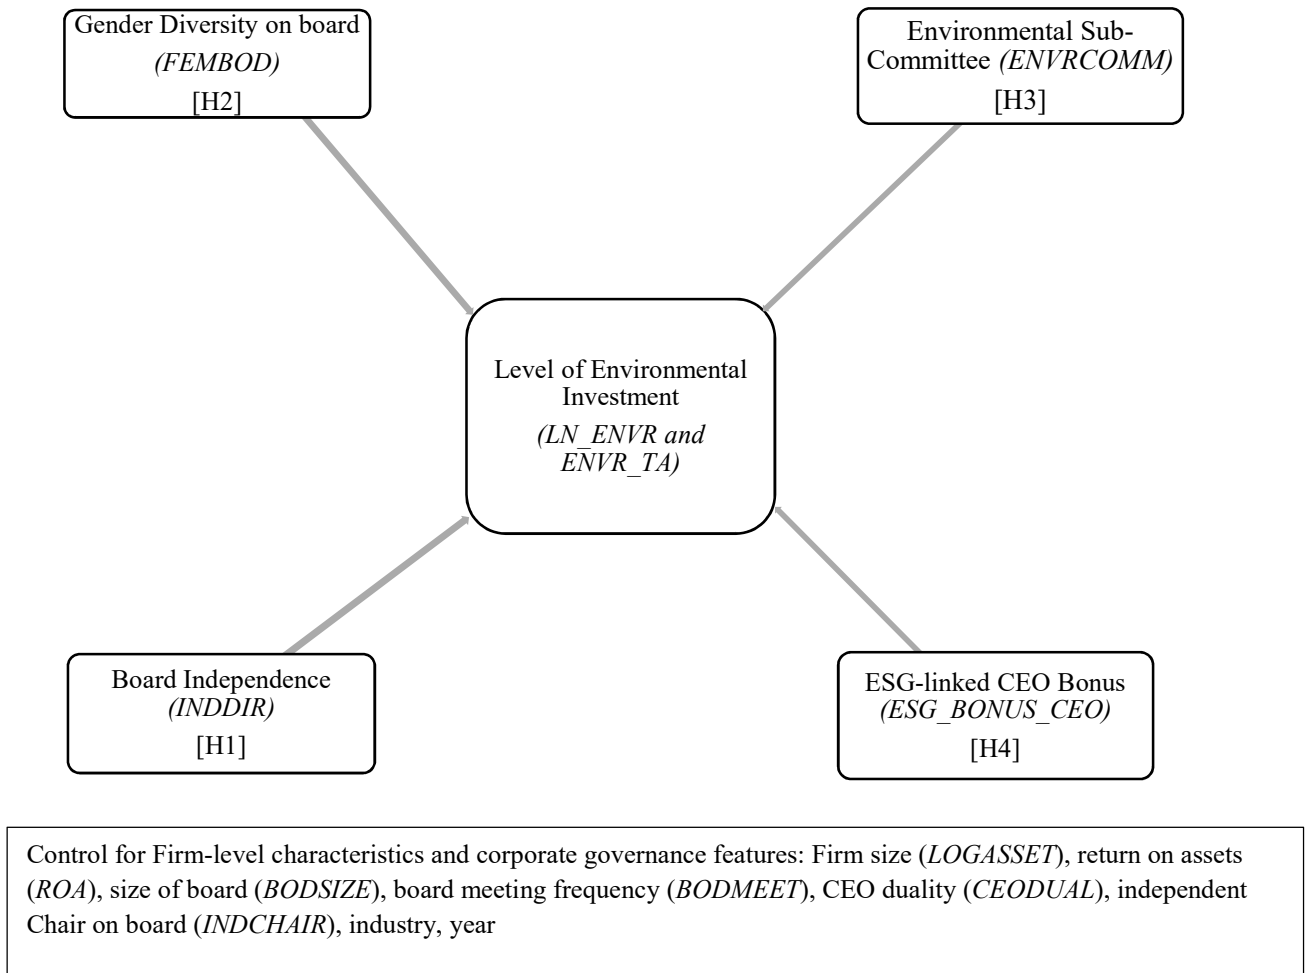 Gender Diversity on board
(FEMBOD)
[H2]
Environmental Sub-
Committee (ENVRCOMM)
[H3]
Level of Environmental
Investment
(LN_ENVR and
ENVR_TA)
Board Independence
(INDDIR)
[H1]
ESG-linked CEO Bonus
(ESG_BONUS_CEO)
[H4]
Control for Firm-level characteristics and corporate governance features: Firm size (LOGASSET), return on assets
(ROA), size of board (BODSIZE), board meeting frequency (BODMEET), CEO duality (CEODUAL), independent
Chair on board (INDCHAIR), industry, year